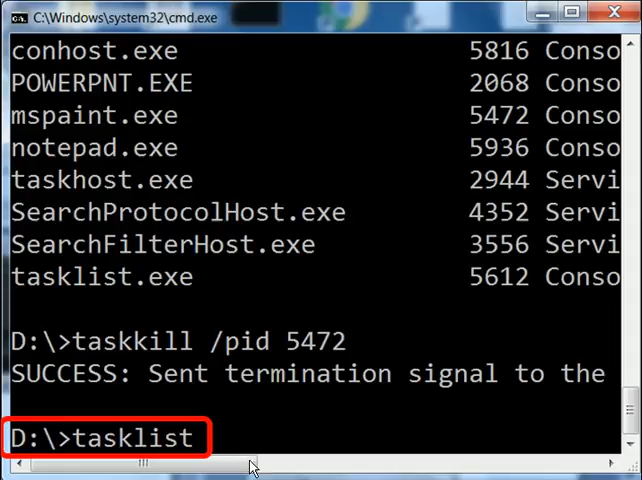 C:\Windows\system32\cmd.exe
conhost.exe 5816 Conso
POWERPNT.EXE 2068 Conso
mspaint.exe 5472 Conso
notepad.exe 5936 Conso
taskhost.exe 2944 Servi
SearchProtocolHost.exe 4352 Servi
SearchFilterHost.exe 3556 Servi
tasklist.exe 5612 Conso
D:\>taskkill /pid 5472
SUCCESS: Sent termination signal to the
D:\>tasklist